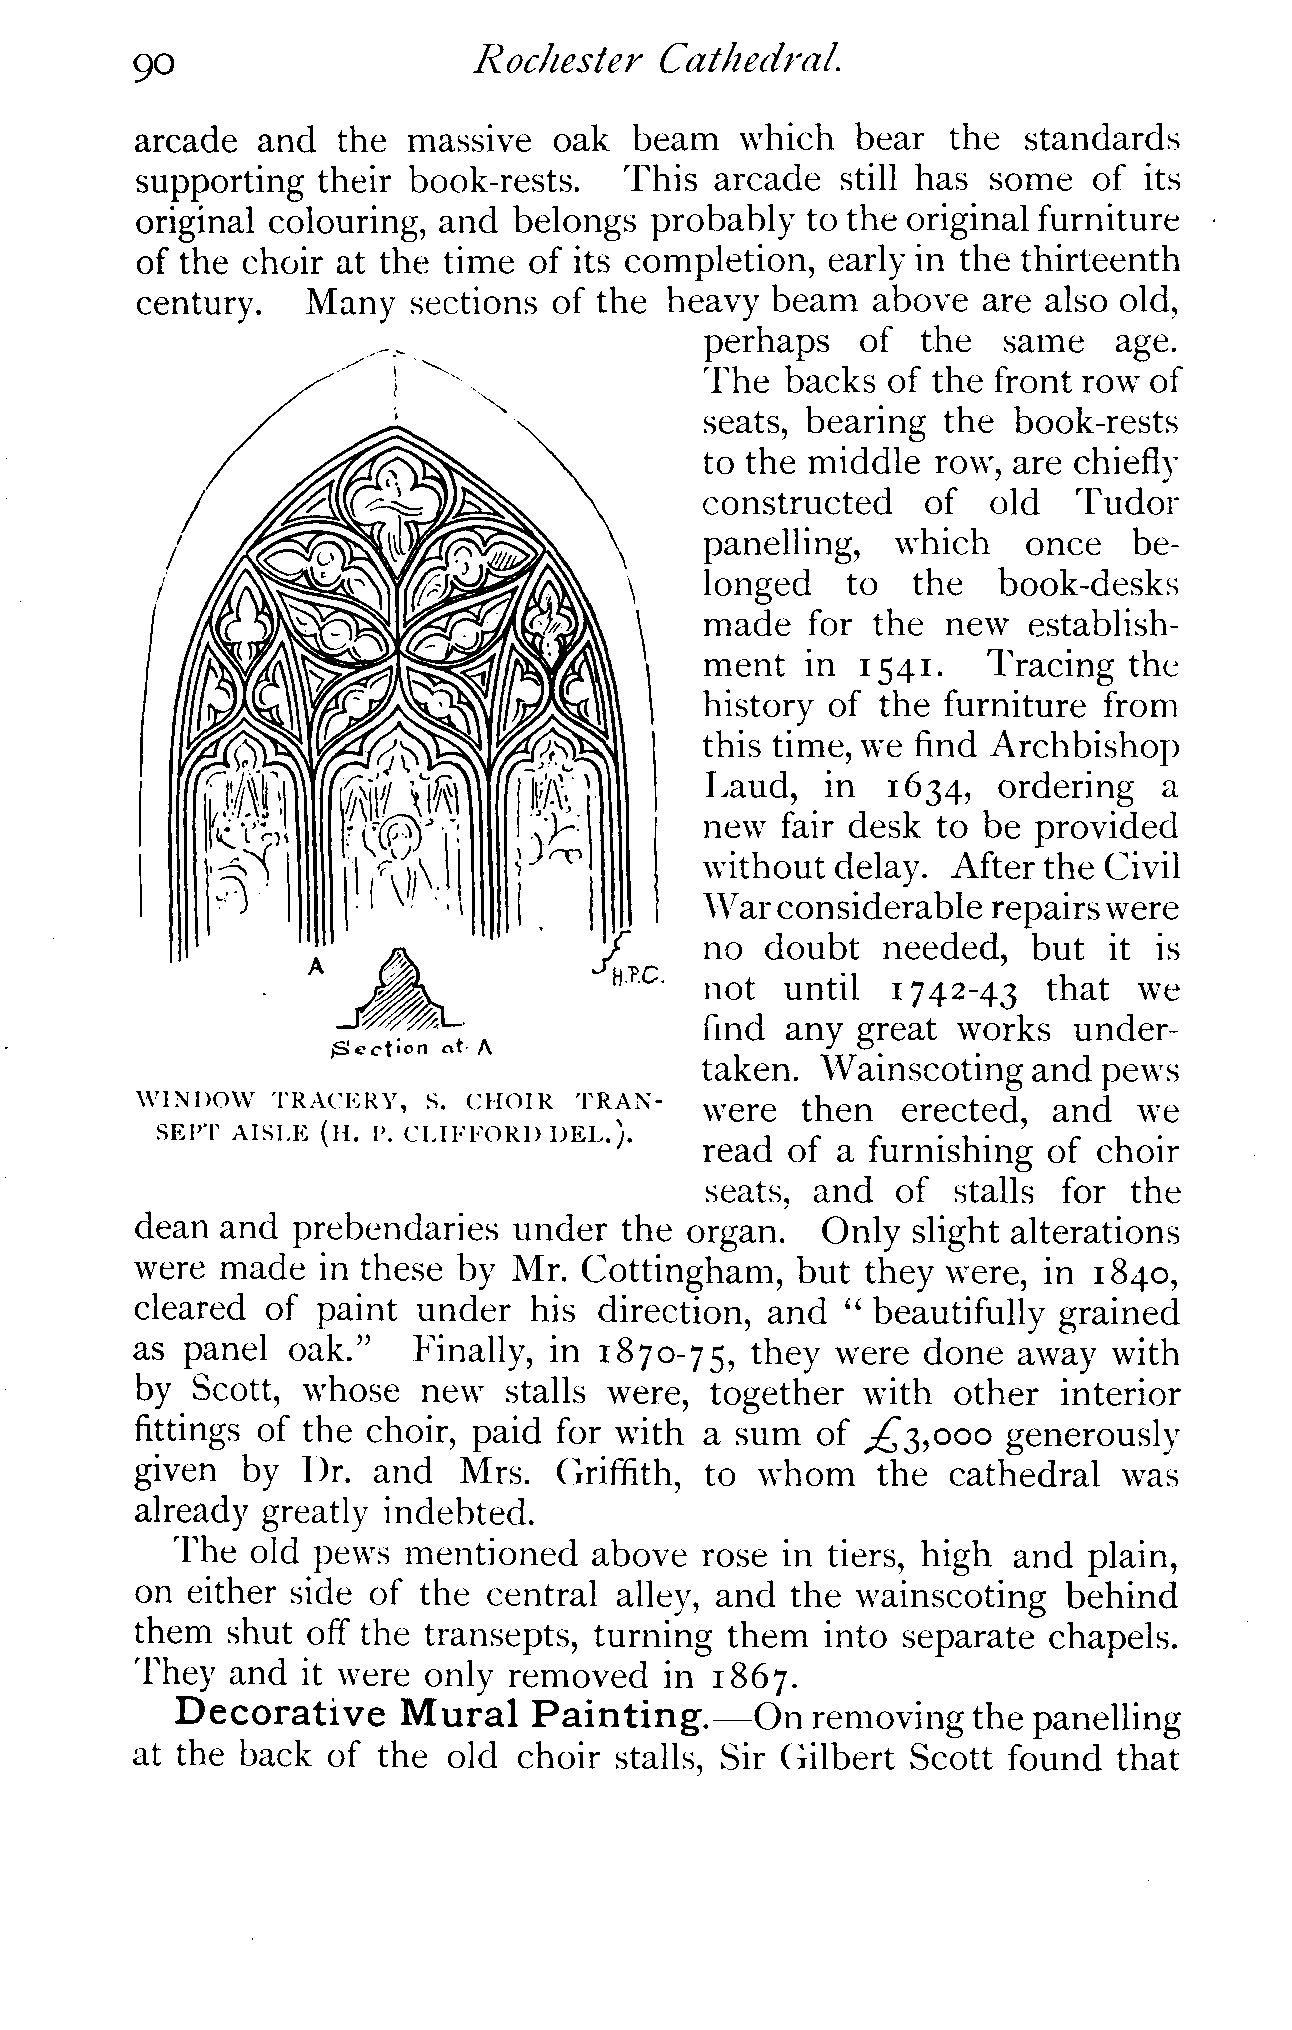 90
Rochester Cathedral.
arcade and the massive oak beam which bear the standards
supporting their book-rests. This arcade still has some of its
original colouring, and belongs probably to the original furniture
of the choir at the time of its completion, early in the thirteenth
century. Many sections of the heavy beam above are also old,
perhaps of the same age.
The backs of the front row of
seats, bearing the book-rests
to the middle row, are chiefly
constructed of old Tudor
panelling, which once be-
longed to the book-desks
made for the new establish-
ment in 1541. Tracing the
history of the furniture from
this time, we find Archbishop
Laud, in 1634, ordering a
new fair desk to be provided
without delay. After the Civil
War considerable repairs were
no doubt needed, but it is
not until 1742-43 that we
find any great works under-
taken. Wainscoting and pews
were then erected, and we
read of a furnishing of choir
seats, and of stalls for the
A
H.P.C.
Section at A
WINDOW TRACERY, S. CHOIR TRAN-
SEPT AISLE (H. P. CLIFFORD DEL.).
dean and prebendaries under the organ. Only slight alterations
were made in these by Mr. Cottingham, but they were, in 1840,
cleared of paint under his direction, and "beautifully grained
as panel oak." Finally, in 1870-75, they were done away with
by Scott, whose new stalls were, together with other interior
fittings of the choir, paid for with a sum of £3,000 generously
given by Dr. and Mrs. Griffith, to whom the cathedral was
already greatly indebted.
The old pews mentioned above rose in tiers, high and plain,
on either side of the central alley, and the wainscoting behind
them shut off the transepts, turning them into separate chapels.
They and it were only removed in 1867.
Decorative Mural Painting.—On removing the panelling
at the back of the old choir stalls, Sir Gilbert Scott found that